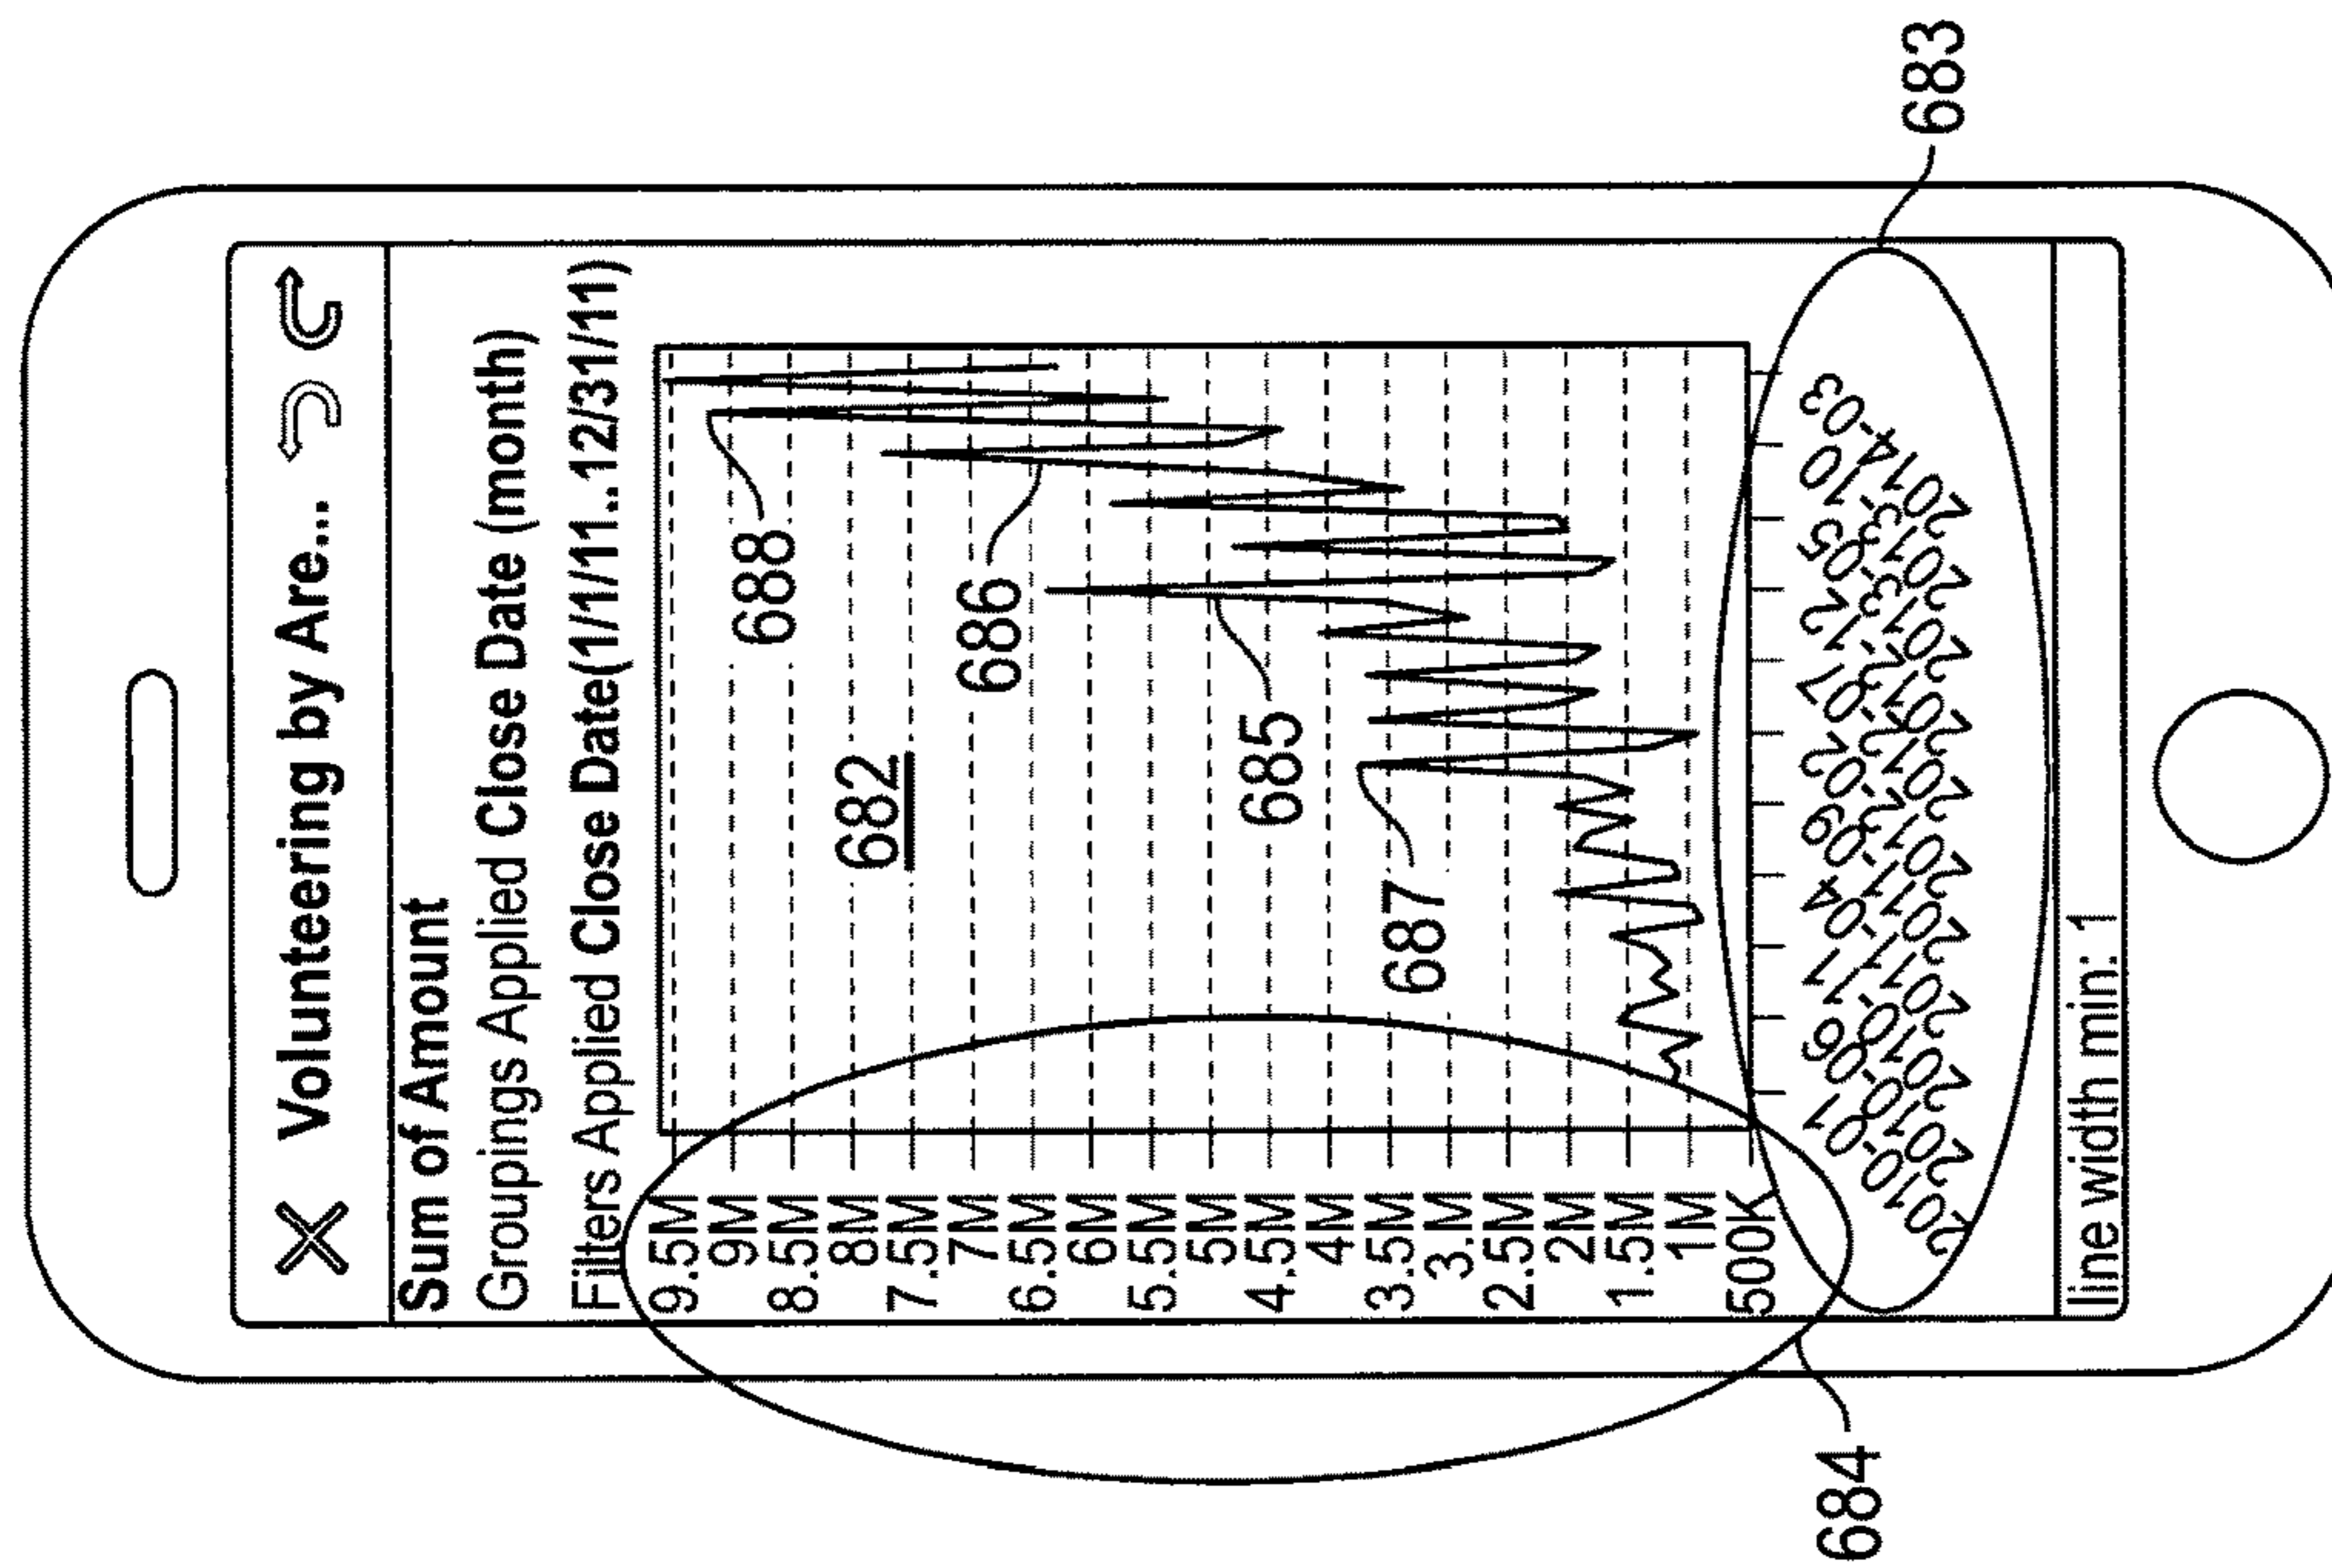 Volunteering by Are...
Sum of Amount
Groupings Applied Close Date (month)
Filters Applied Close Date(1/1/11..12/31/11)
9.5M
9M
8.5M
8M
7.5M
7M
6.5M
6M
5.5M
5M
4.5M
4M
3.5M
3.M
2.5M
2M
1.5M
1M
500K
682
688
686
685
687
2010-01
2010-06
2010-11
2011-04
2011-09
2012-02
2012-07
2012-12
2013-05
2013-10
2014-03
line width min: 1
683
684